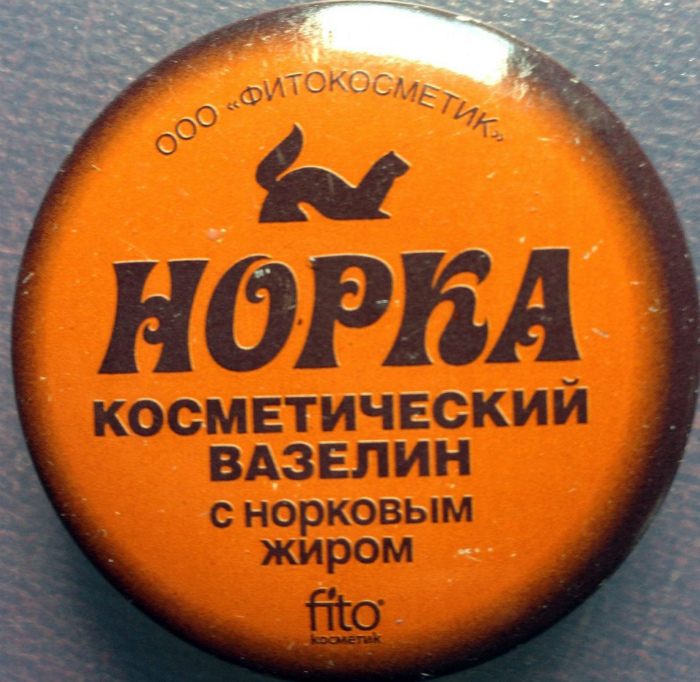 ООО «ФИТОКОСМЕТИК»
НОРКА
КОСМЕТИЧЕСКИЙ
ВАЗЕЛИН
С НОРКОВЫМ
ЖИРОМ
fito®
косметик